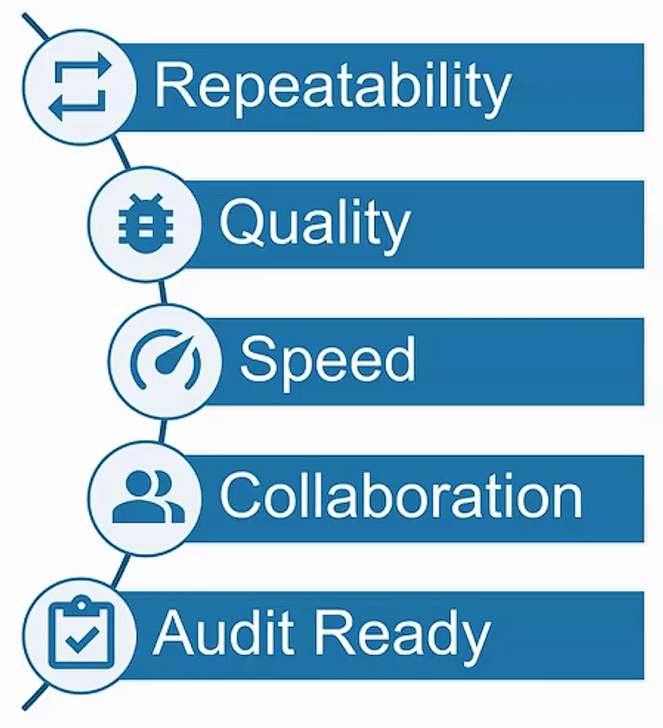 Repeatability
Quality
Speed
Collaboration
Audit Ready